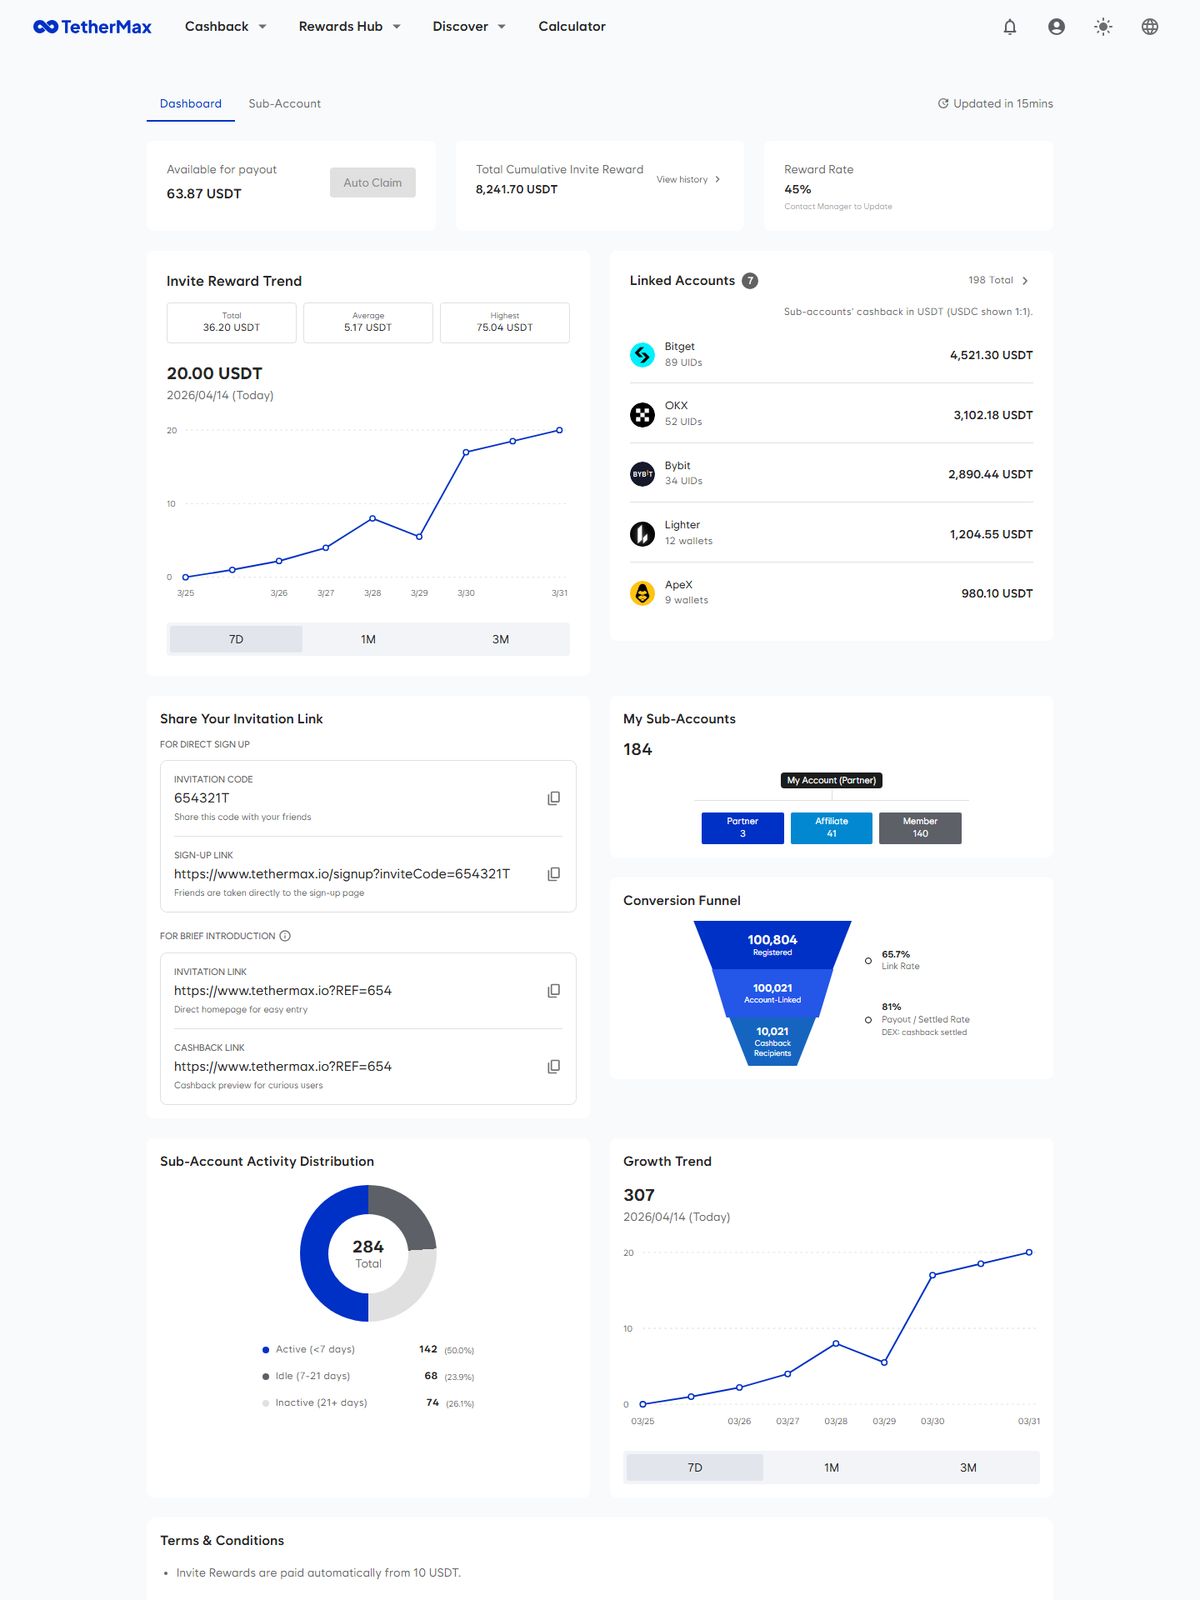 TetherMax
Cashback
Rewards Hub
Discover
Calculator
Dashboard
Sub-Account
Updated in 15mins
Available for payout
63.87 USDT
Auto Claim
Total Cumulative Invite Reward
8,241.70 USDT
View history
Reward Rate
45%
Contact Manager to Update
Invite Reward Trend
Total
36.20 USDT
Average
5.17 USDT
Highest
75.04 USDT
20.00 USDT
2026/04/14 (Today)
20
10
0
3/25
3/26
3/27
3/28
3/29
3/30
3/31
7D
1M
3M
Linked Accounts 7
198 Total
Sub-accounts' cashback in USDT (USDC shown 1:1).
Bitget
89 UIDs
4,521.30 USDT
OKX
52 UIDs
3,102.18 USDT
BYBIT
Bybit
34 UIDs
2,890.44 USDT
Lighter
12 wallets
1,204.55 USDT
ApeX
9 wallets
980.10 USDT
Share Your Invitation Link
FOR DIRECT SIGN UP
INVITATION CODE
654321T
Share this code with your friends
SIGN-UP LINK
https://www.tethermax.io/signup?inviteCode=654321T
Friends are taken directly to the sign-up page
FOR BRIEF INTRODUCTION
INVITATION LINK
https://www.tethermax.io?REF=654
Direct homepage for easy entry
CASHBACK LINK
https://www.tethermax.io?REF=654
Cashback preview for curious users
My Sub-Accounts
184
My Account (Partner)
Partner
3
Affiliate
41
Member
140
Conversion Funnel
100,804
Registered
100,021
Account-Linked
10,021
Cashback
Recipients
65.7%
Link Rate
81%
Payout / Settled Rate
DEX: cashback settled
Sub-Account Activity Distribution
284
Total
Active (<7 days) 142 (50.0%)
Idle (7-21 days) 68 (23.9%)
Inactive (21+ days) 74 (26.1%)
Growth Trend
307
2026/04/14 (Today)
20
10
0
03/25
03/26
03/27
03/28
03/29
03/30
03/31
7D
1M
3M
Terms & Conditions
• Invite Rewards are paid automatically from 10 USDT.